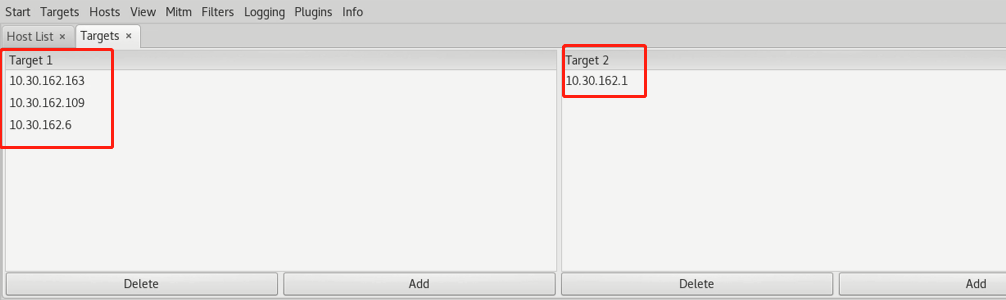 Start Targets Hosts View Mitm Filters Logging Plugins Info
Host List × Targets ×
Target 1
10.30.162.163
10.30.162.109
10.30.162.6
Target 2
10.30.162.1
Delete Add Delete Add